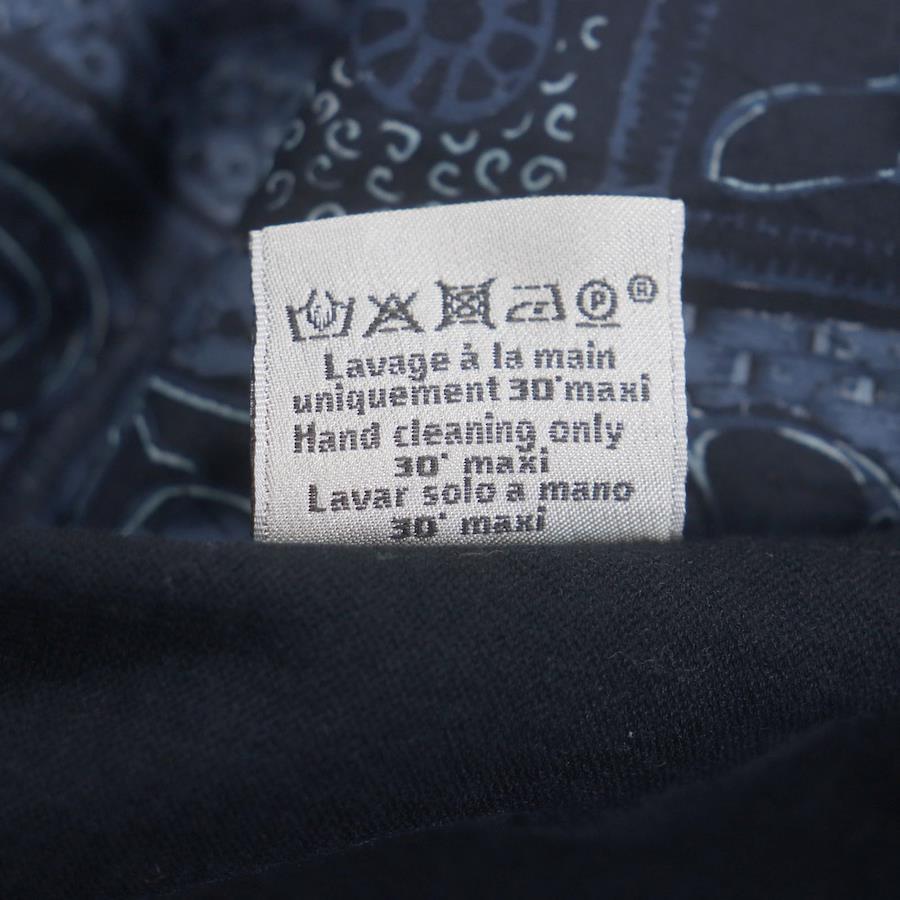 P ®
Lavage à la main
uniquement 30° maxi
Hand cleaning only
30° maxi
Lavar solo a mano
30° maxi